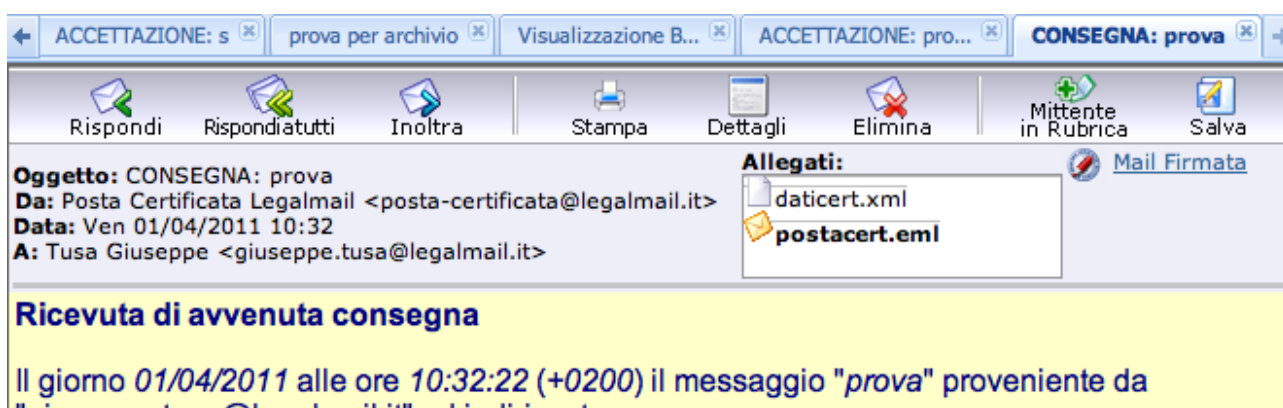 ACCETTAZIONE: s prova per archivio Visualizzazione B... ACCETTAZIONE: pro... CONSEGNA: prova
Rispondi Rispondiatutti Inoltra Stampa Dettagli Elimina Mittente in Rubrica Salva
Oggetto: CONSEGNA: prova
Da: Posta Certificata Legalmail <posta-certificata@legalmail.it>
Data: Ven 01/04/2011 10:32
A: Tusa Giuseppe <giuseppe.tusa@legalmail.it>
Allegati:
daticert.xml
postacert.eml
Mail Firmata
Ricevuta di avvenuta consegna
Il giorno 01/04/2011 alle ore 10:32:22 (+0200) il messaggio "prova" proveniente da